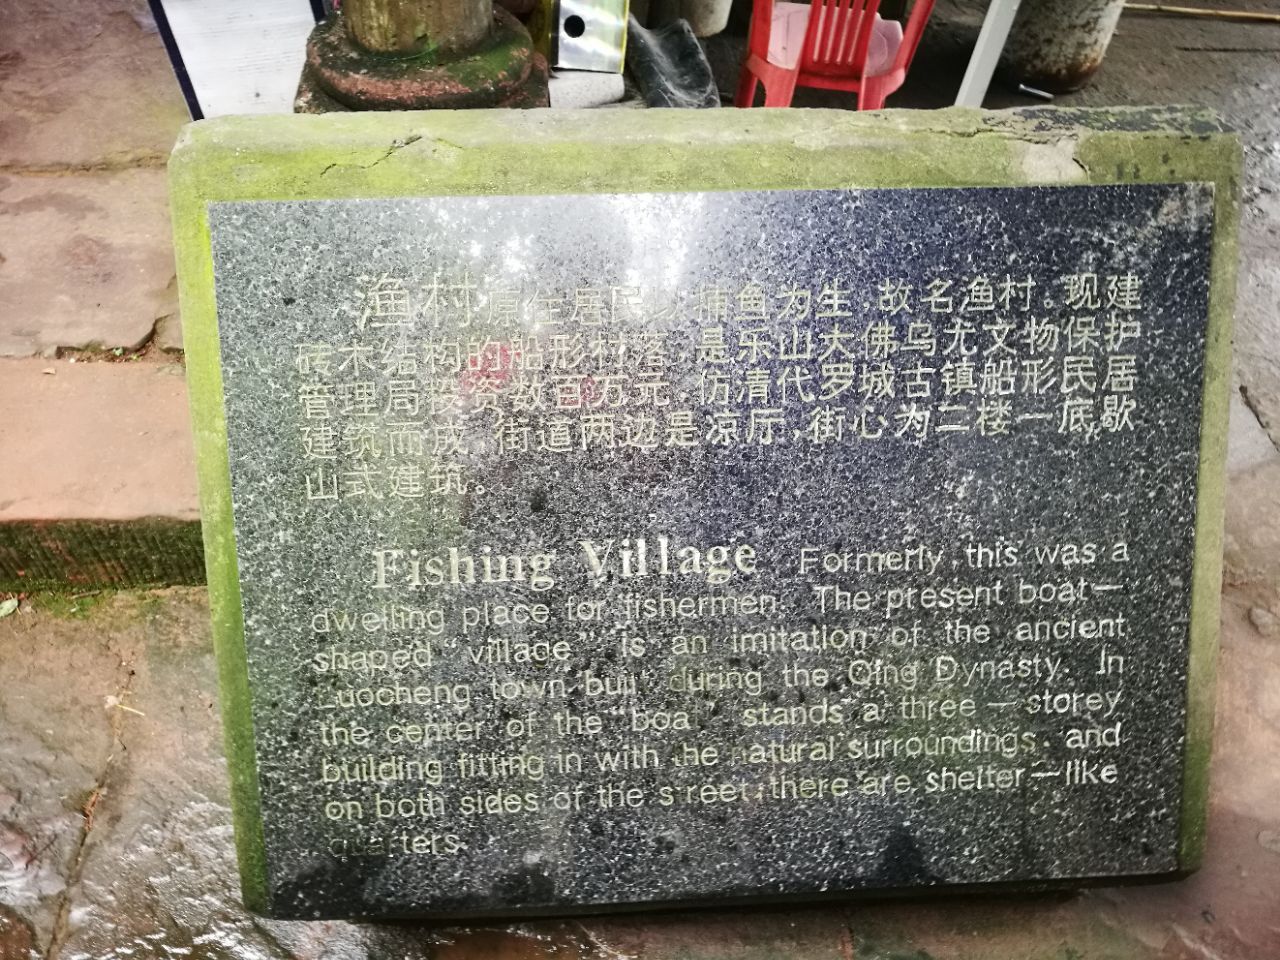 渔村原住居民以捕鱼为生,故名渔村。现建
砖木结构的船形村落,是乐山大佛乌尤文物保护
管理局投资数百万元,仿清代罗城古镇船形民居
建筑而成,街道两边是凉厅,街心为二楼一底歇
山式建筑。
Fishing Village Formerly,this was a
dwelling place for fishermen. The present boat—
shaped "village" is an imitation of the ancient
Luocheng town buil during the Qing Dynasty. In
the center of the "boa " stands a three—storey
building fitting in with he natural surroundings. and
on both sides of the s reet,there are shelter—like
quarters.